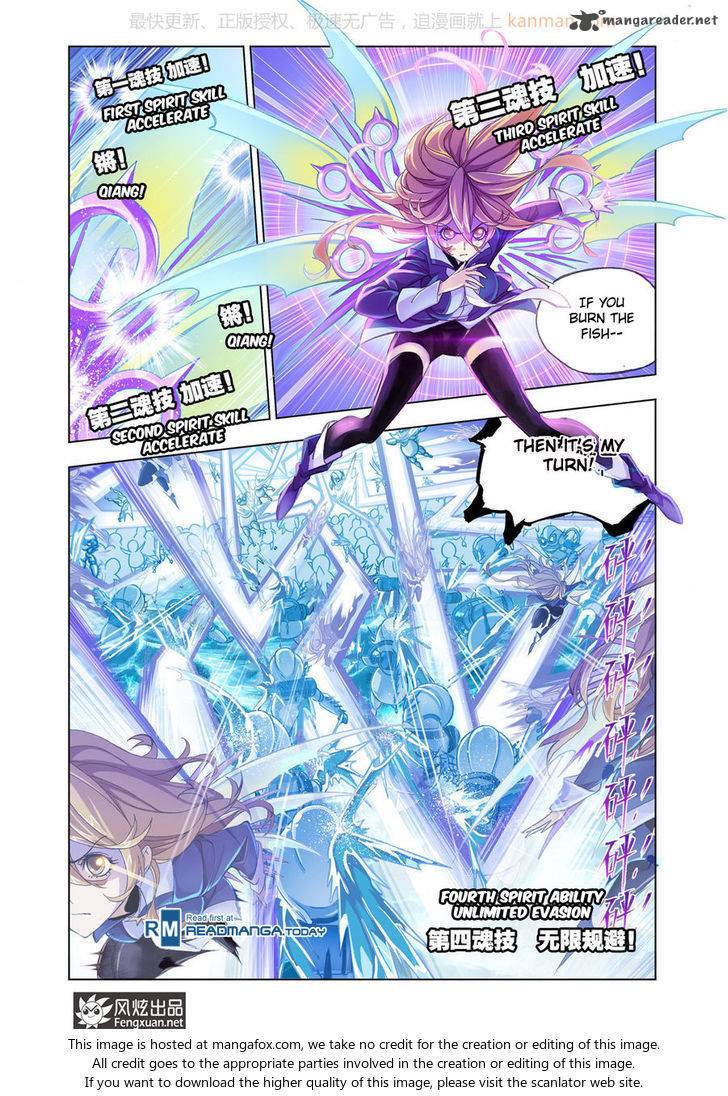 最快更新、正版授权、极速无广告，追漫画就上 kanman
mangareader.net
第一魂技 加速！
FIRST SPIRIT SKILL
ACCELERATE
锵！
QIANG!
第三魂技 加速！
THIRD SPIRIT SKILL
ACCELERATE
锵！
QIANG!
第二魂技 加速！
SECOND SPIRIT SKILL
ACCELERATE
IF YOU
BURN THE
FISH--
THEN IT'S MY
TURN!
砰！
砰！
砰！
砰！
砰！
砰！
砰！
FOURTH SPIRIT ABILITY
UNLIMITED EVASION
第四魂技 无限规避！
RM
Read first at
READMANGA.TODAY
风炫出品
Fengxuan.net
This image is hosted at mangafox.com, we take no credit for the creation or editing of this image.
All credit goes to the appropriate parties involved in the creation or editing of this image.
If you want to download the higher quality of this image, please visit the scanlator web site.